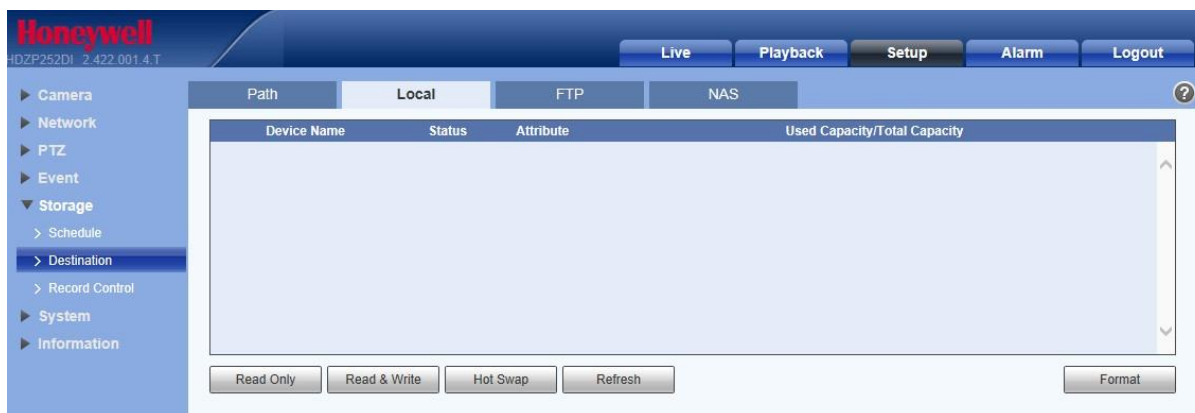 Honeywell
HDZP252DI 2.422.001.4.T
Live Playback Setup Alarm Logout
Camera
Network
PTZ
Event
Storage
> Schedule
> Destination
> Record Control
System
Information
Path Local FTP NAS ?
Device Name Status Attribute Used Capacity/Total Capacity
Read Only Read & Write Hot Swap Refresh Format